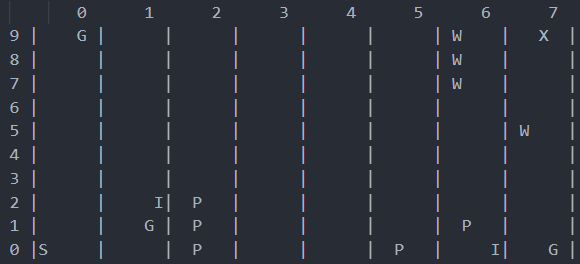 0 1 2 3 4 5 6 7
9 | G | | | | | | W | X |
8 | | | | | | | W | |
7 | | | | | | | W | |
6 | | | | | | | | |
5 | | | | | | | | W |
4 | | | | | | | | |
3 | | | | | | | | |
2 | | I| P | | | | | |
1 | | G | P | | | | P | |
0 |S | | P | | | P | I| G |